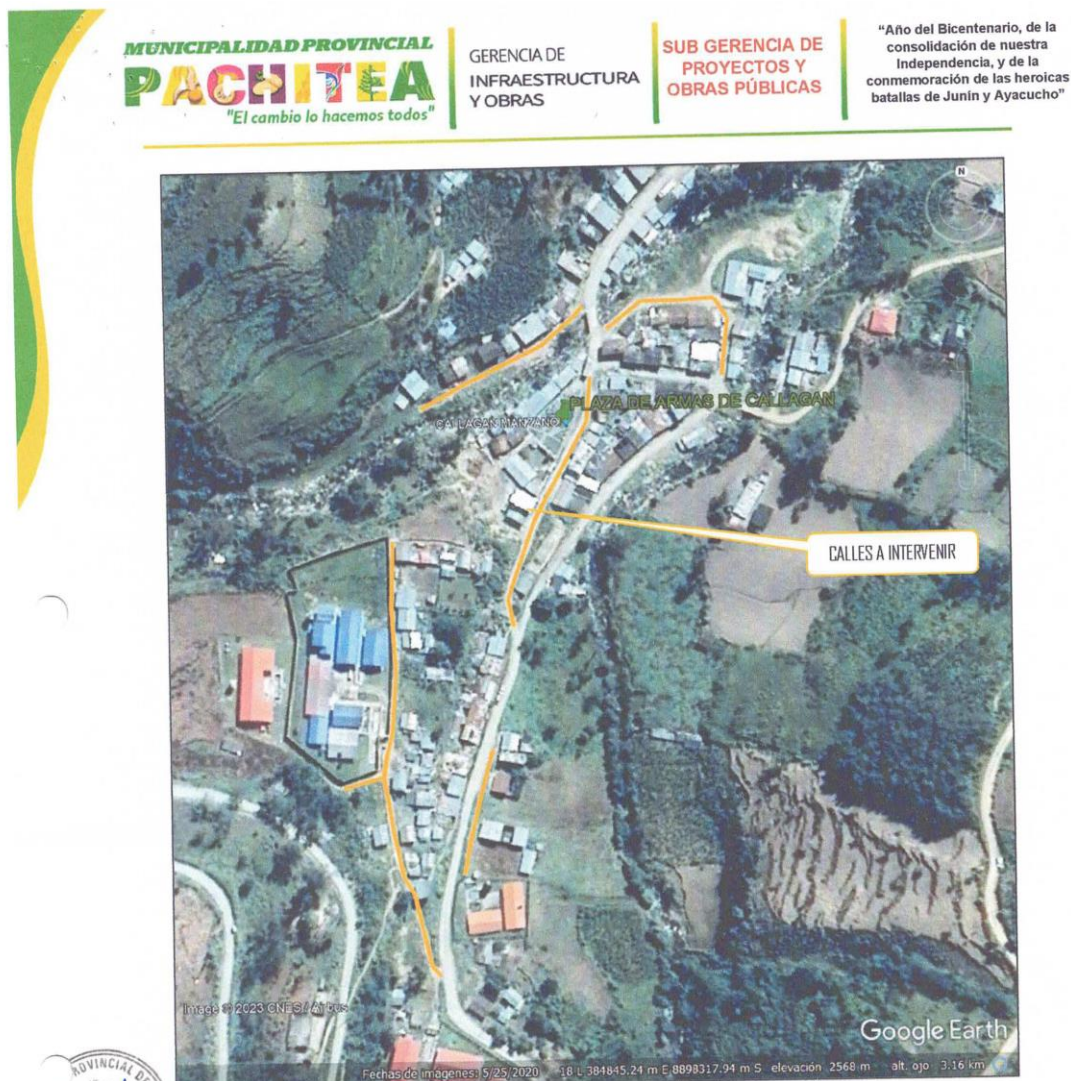 MUNICIPALIDAD PROVINCIAL
PACHITEA
"El cambio lo hacemos todos"
GERENCIA DE
INFRAESTRUCTURA
Y OBRAS
SUB GERENCIA DE
PROYECTOS Y
OBRAS PÚBLICAS
“Año del Bicentenario, de la
consolidación de nuestra
Independencia, y de la
conmemoración de las heroicas
batallas de Junín y Ayacucho”
N
PLAZA DE ARMAS DE CALLAGAN
CALLAGAN MANZANO
CALLES A INTERVENIR
Image © 2023 CNES / Airbus
Google Earth
Fechas de imágenes: 5/25/2020 18 L 384845.24 m E 8898317.94 m S elevación 2568 m alt. ojo 3.16 km